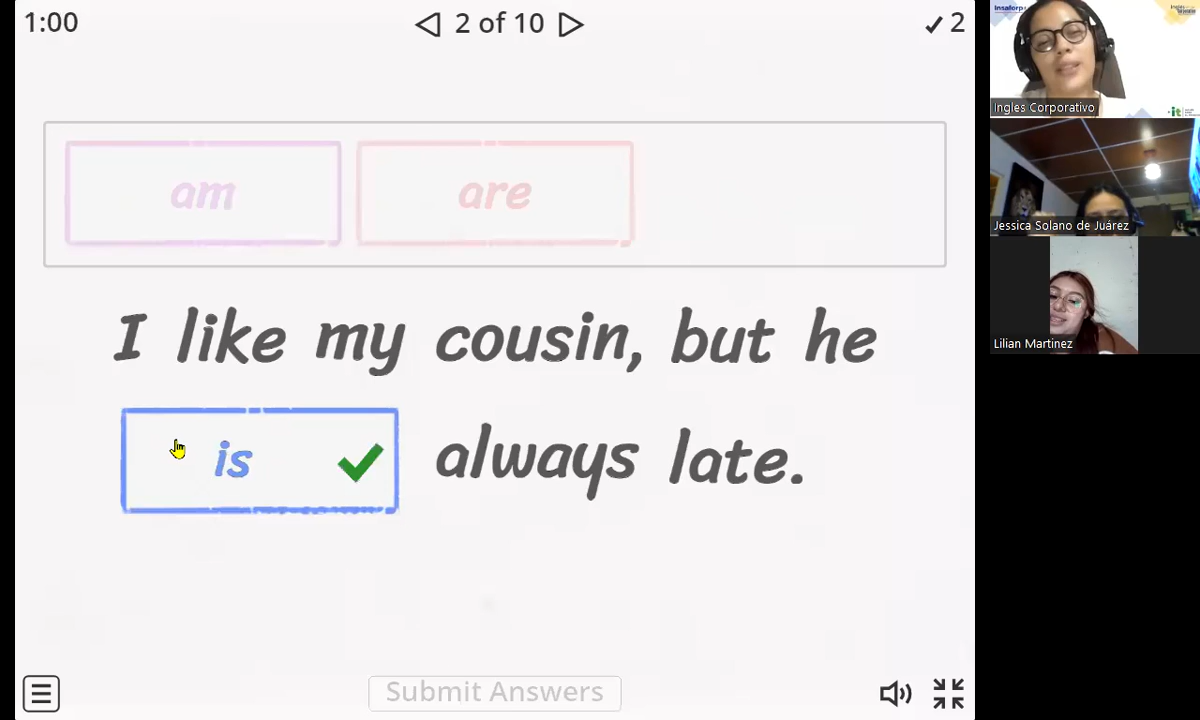 1:00
2 of 10
2
am
are
I like my cousin, but he
is always late.
Submit Answers
Insaforp
Ingles Corporativo
Jessica Solano de Juárez
Lilian Martinez